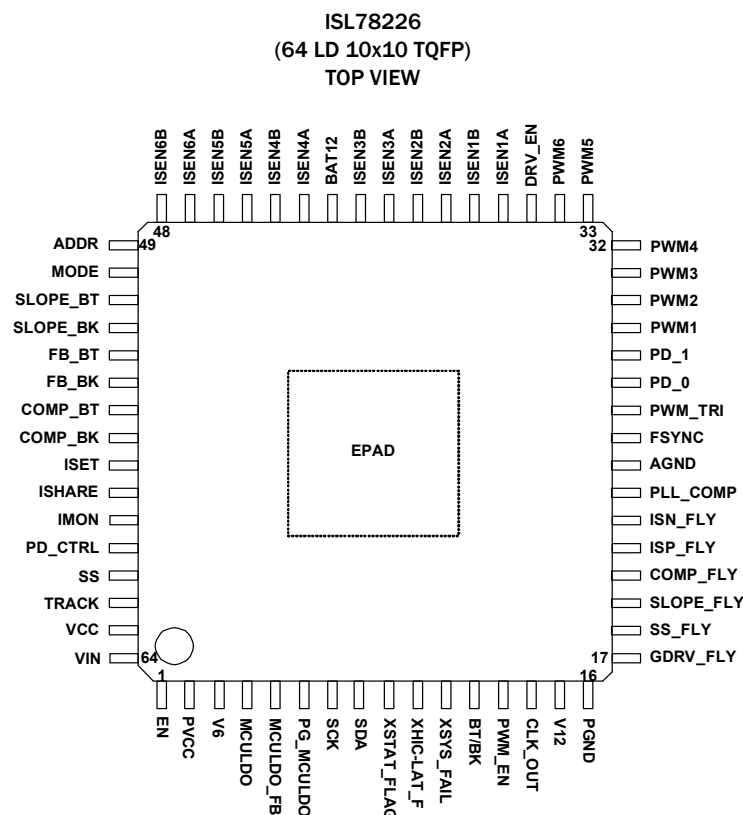 ISL78226
(64 LD 10x10 TQFP)
TOP VIEW
ISEN6B
ISEN6A
ISEN5B
ISEN5A
ISEN4B
ISEN4A
BAT12
ISEN3B
ISEN3A
ISEN2B
ISEN2A
ISEN1B
ISEN1A
DRV_EN
PWM6
PWM5
48
33
49
32
ADDR
MODE
SLOPE_BT
SLOPE_BK
FB_BT
FB_BK
COMP_BT
COMP_BK
ISET
ISHARE
IMON
PD_CTRL
SS
TRACK
VCC
VIN
EPAD
PWM4
PWM3
PWM2
PWM1
PD_1
PD_0
PWM_TRI
FSYNC
AGND
PLL_COMP
ISN_FLY
ISP_FLY
COMP_FLY
SLOPE_FLY
SS_FLY
GDRV_FLY
64
17
1
16
EN
PVCC
V6
MCULDO
MCULDO_FB
PG_MCULDO
SCK
SDA
XSTAT_FLAG
XHIC-LAT_F
XSYS_FAIL
BT/BK
PWM_EN
CLK_OUT
V12
PGND